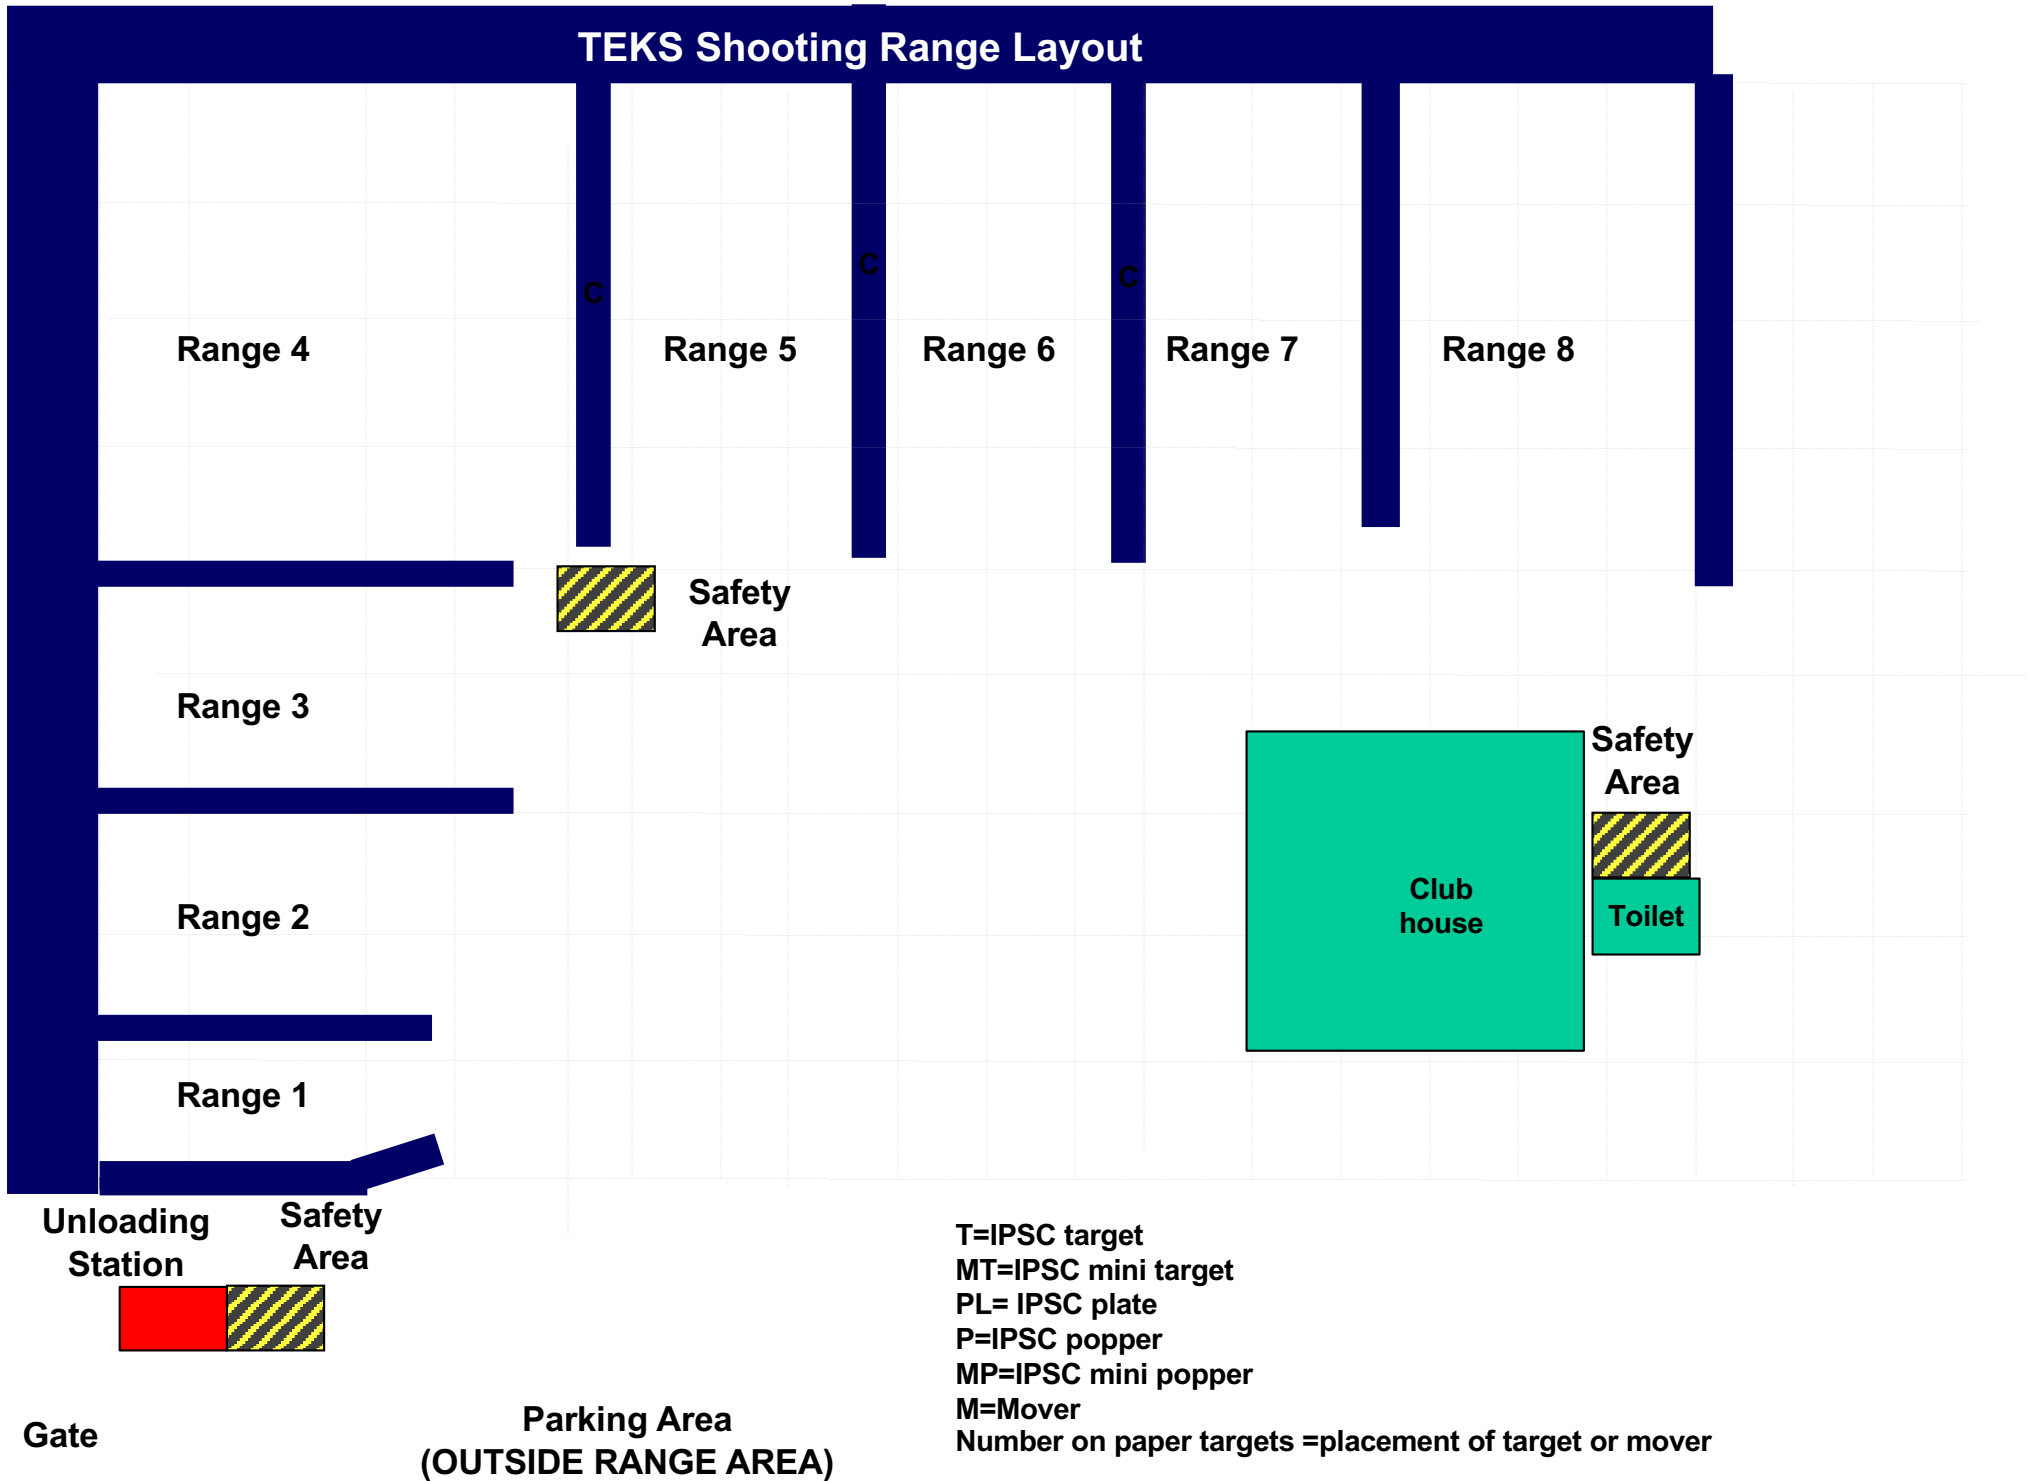 TEKS Shooting Range Layout
C
C
C
Range 4
Range 5
Range 6
Range 7
Range 8
Safety
Area
Range 3
Safety
Area
Club
house
Toilet
Range 2
Range 1
Unloading
Station
Safety
Area
T=IPSC target
MT=IPSC mini target
PL= IPSC plate
P=IPSC popper
MP=IPSC mini popper
M=Mover
Number on paper targets =placement of target or mover
Gate
Parking Area
(OUTSIDE RANGE AREA)